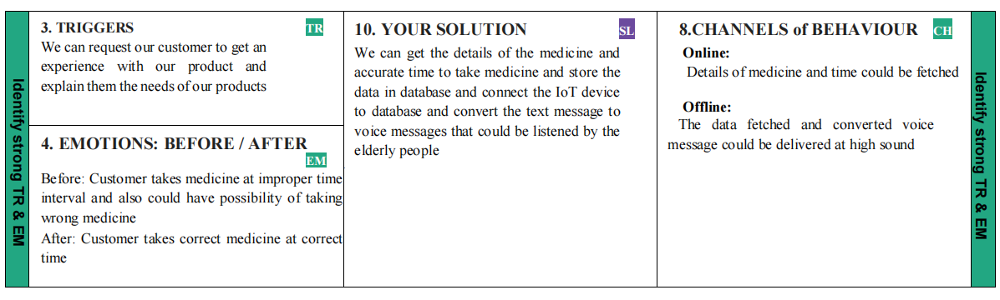 Identify strong TR & EM
3. TRIGGERS
TR
We can request our customer to get an
experience with our product and
explain them the needs of our products
4. EMOTIONS: BEFORE / AFTER
EM
Before: Customer takes medicine at improper time
interval and also could have possibility of taking
wrong medicine
After: Customer takes correct medicine at correct
time
10. YOUR SOLUTION
SL
We can get the details of the medicine and
accurate time to take medicine and store the
data in database and connect the IoT device
to database and convert the text message to
voice messages that could be listened by the
elderly people
8.CHANNELS of BEHAVIOUR
CH
Online:
Details of medicine and time could be fetched
Offline:
The data fetched and converted voice
message could be delivered at high sound
Identify strong TR & EM